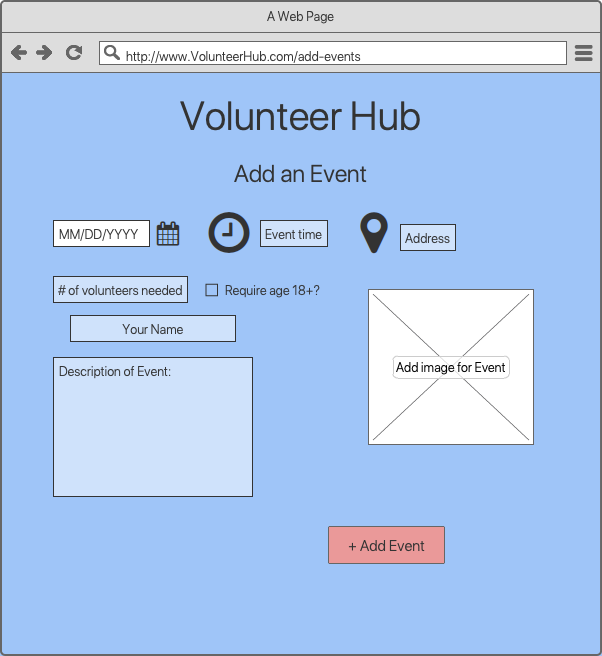 A Web Page
http://www.VolunteerHub.com/add-events
Volunteer Hub
Add an Event
MM/DD/YYYY
Event time
Address
# of volunteers needed
Require age 18+?
Your Name
Description of Event:
Add image for Event
+ Add Event